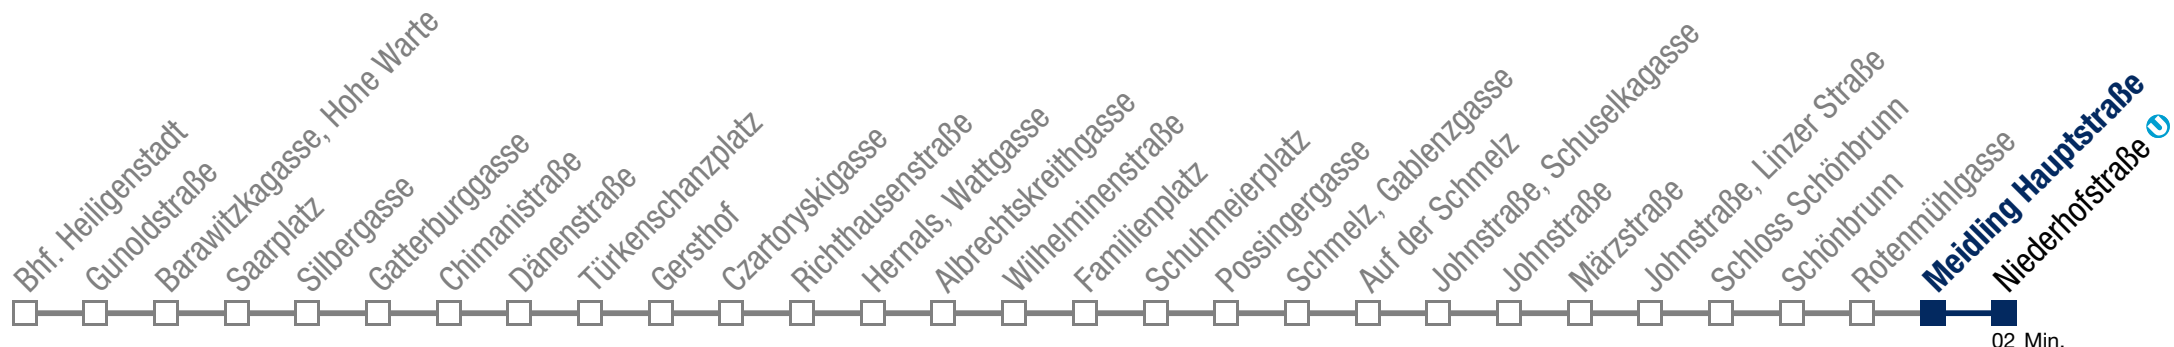 Bhf. Heiligenstadt
Gunoldstraße
Barawitzkagasse, Hohe Warte
Saarplatz
Silbergasse
Gatterburggasse
Chimanistraße
Dänenstraße
Türkenschanzplatz
Gersthof
Czartoryskigasse
Richthausenstraße
Hernals, Wattgasse
Albrechtskreithgasse
Wilhelminenstraße
Familienplatz
Schuhmeierplatz
Possingergasse
Schmelz, Gablenzgasse
Auf der Schmelz
Johnstraße, Schuselkagasse
Johnstraße
Märzstraße
Johnstraße, Linzer Straße
Schloss Schönbrunn
Schönbrunn
Rotenmühlgasse
Meidling Hauptstraße
Niederhofstraße U
02 Min.